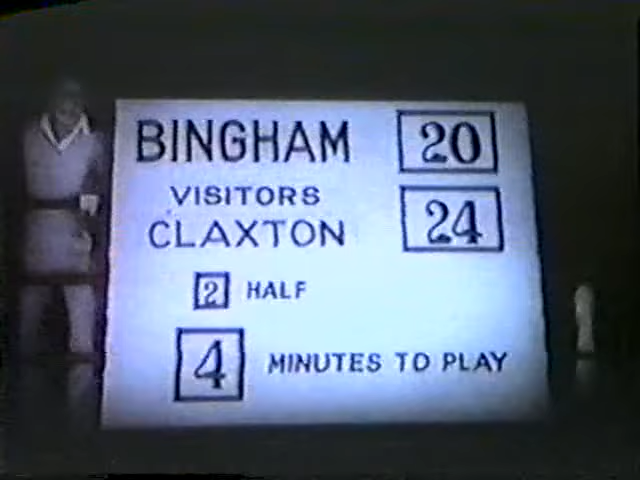 BINGHAM 20
VISITORS
CLAXTON 24
2 HALF
4 MINUTES TO PLAY